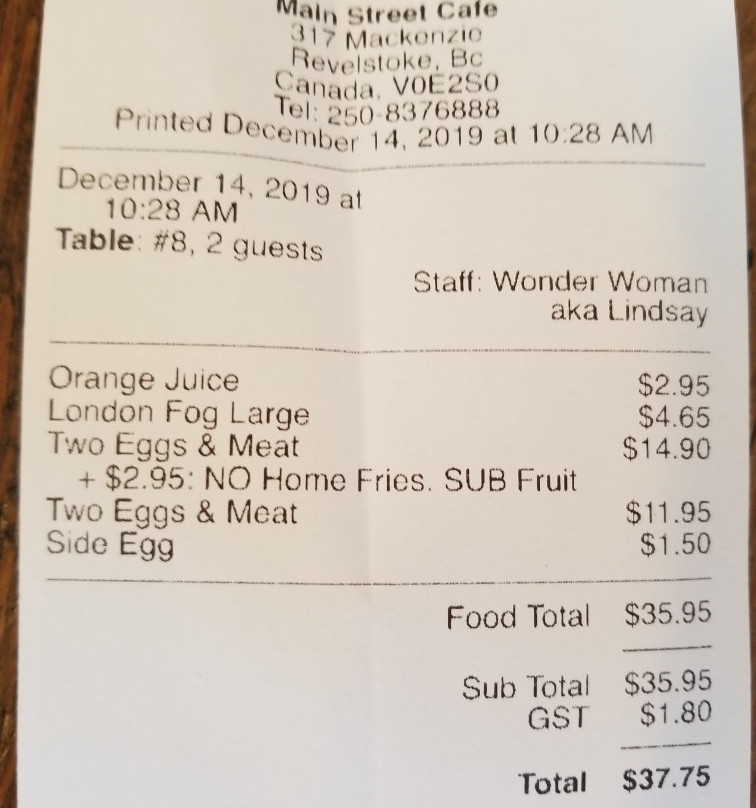 Main Street Cafe
317 Mackenzie
Revelstoke, Bc
Canada, V0E2S0
Tel: 250-8376888
Printed December 14, 2019 at 10:28 AM
December 14, 2019 at
10:28 AM
Table: #8, 2 guests
Staff: Wonder Woman
aka Lindsay
Orange Juice $2.95
London Fog Large $4.65
Two Eggs & Meat $14.90
+ $2.95: NO Home Fries. SUB Fruit
Two Eggs & Meat $11.95
Side Egg $1.50
Food Total $35.95
Sub Total $35.95
GST $1.80
Total $37.75